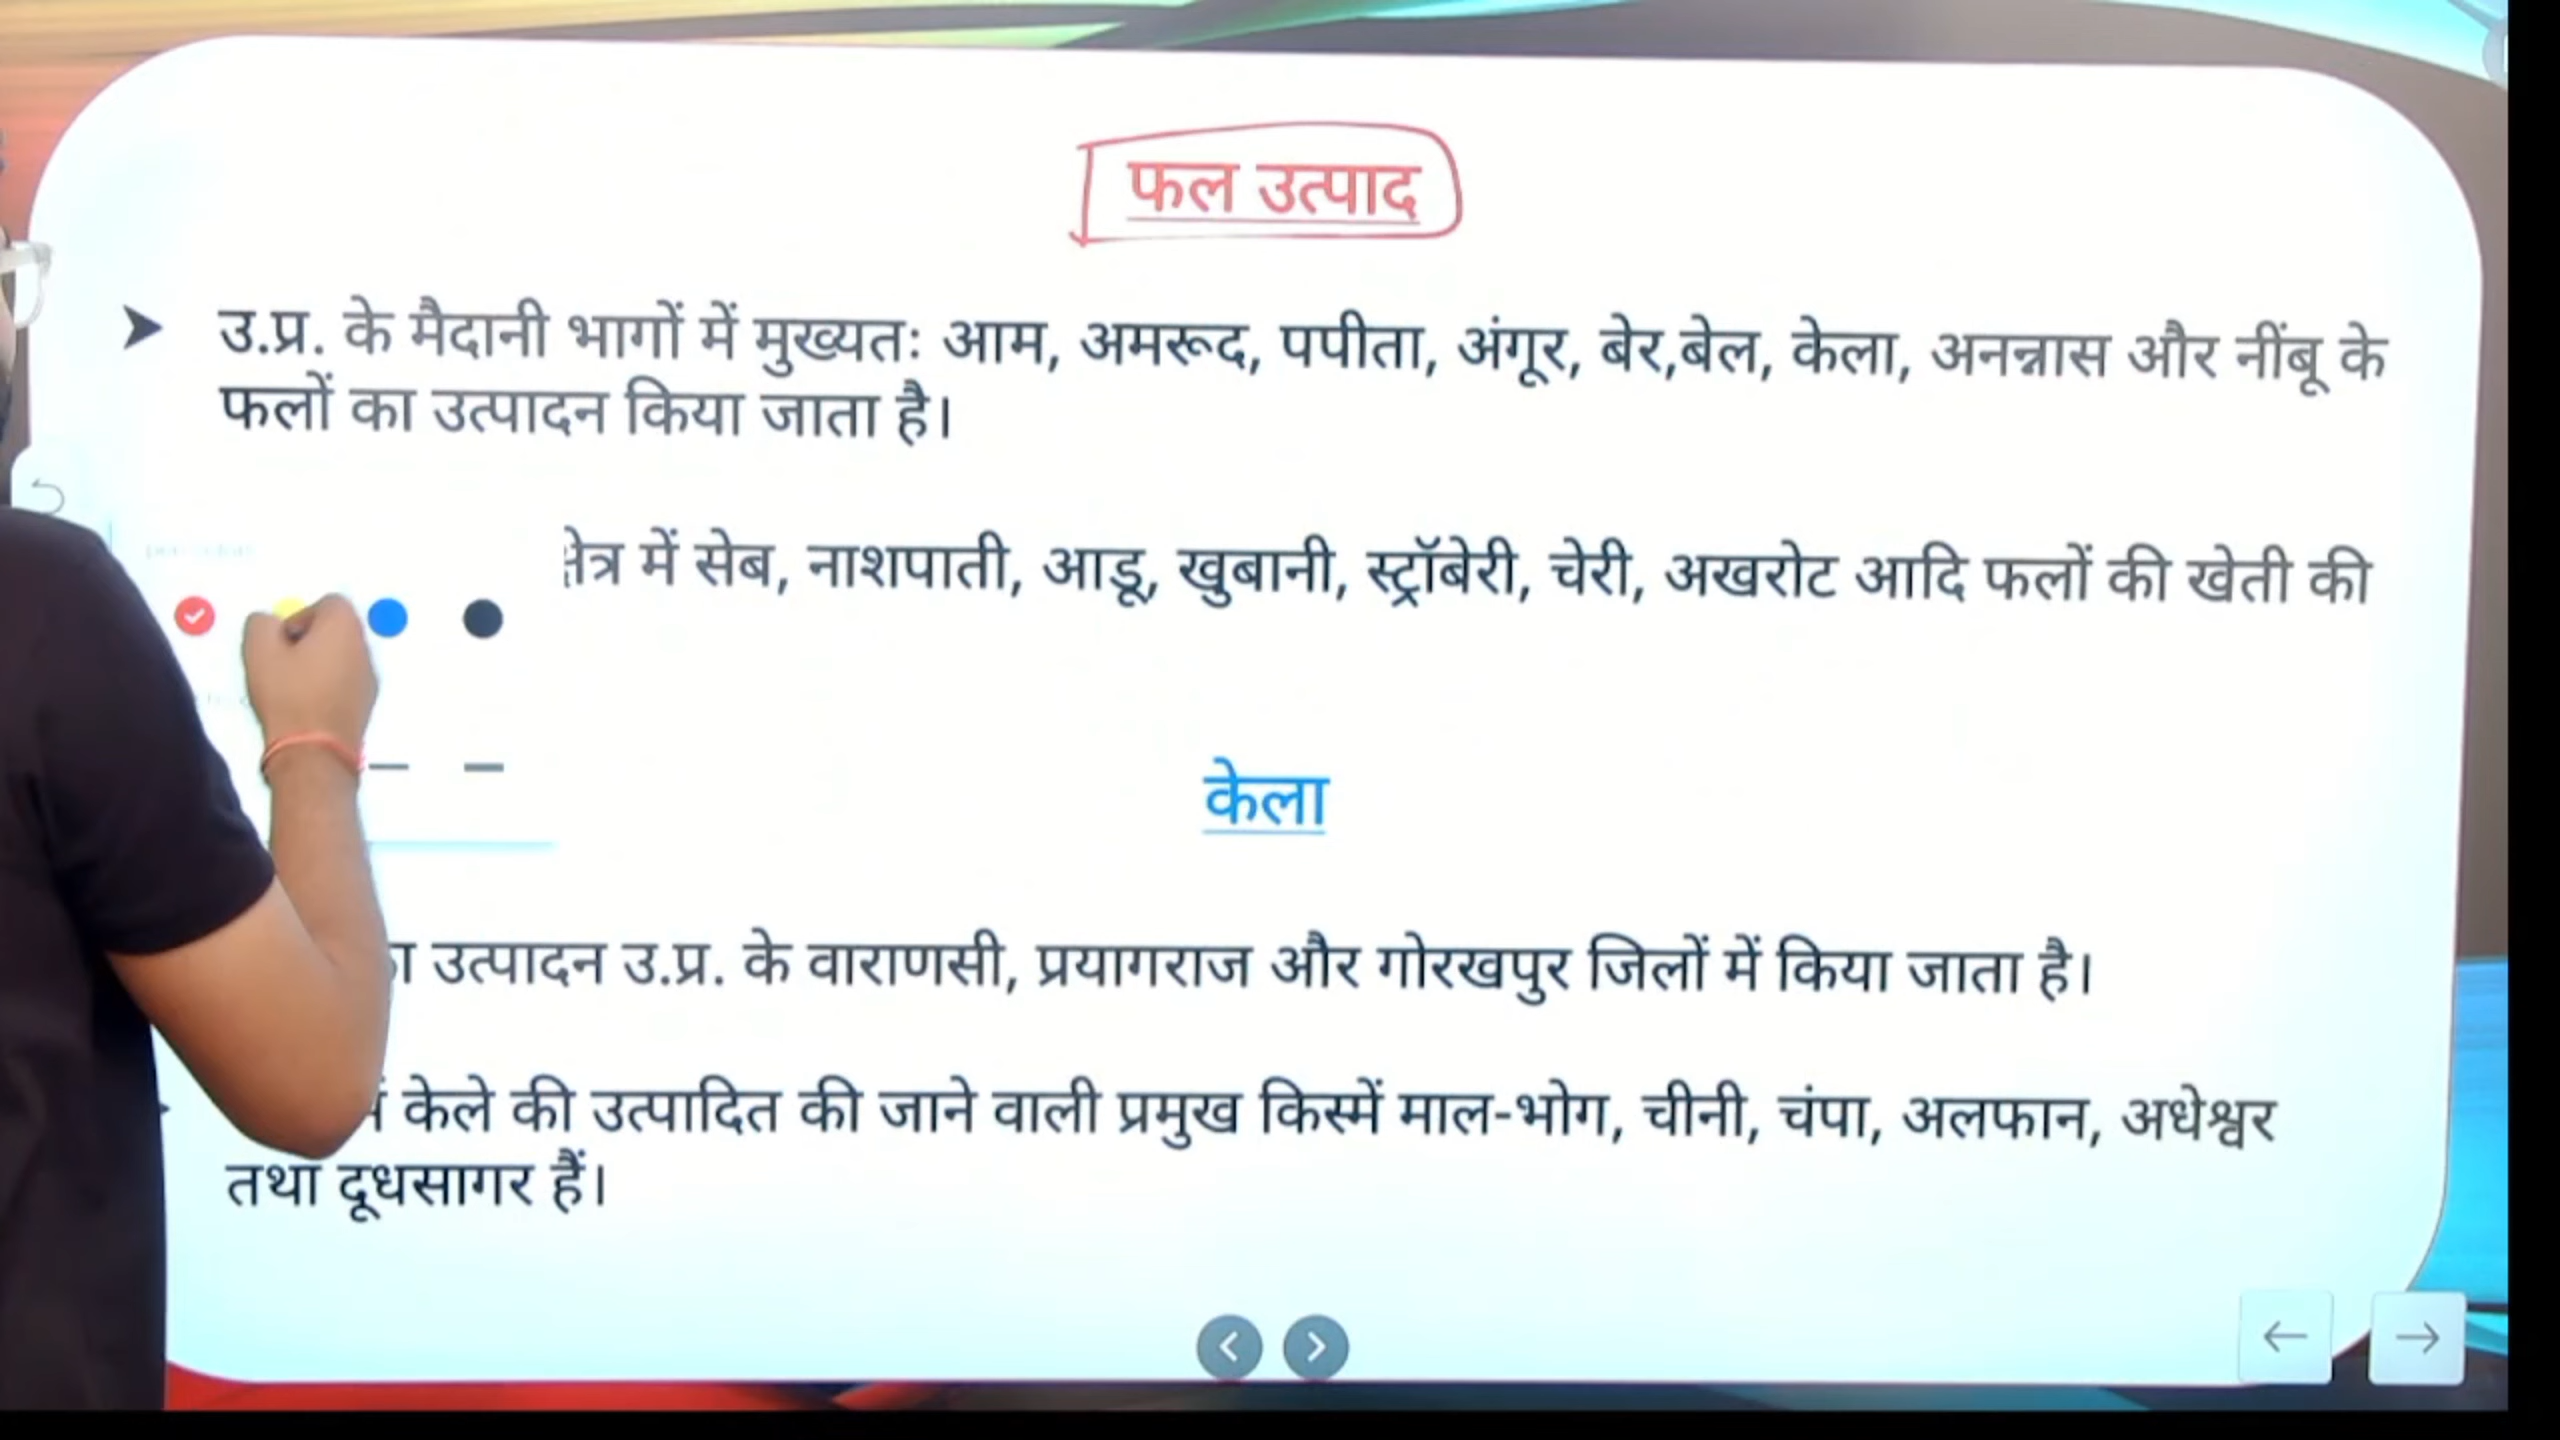 फल उत्पाद
उ.प्र. के मैदानी भागों में मुख्यतः आम, अमरूद, पपीता, अंगूर, बेर,बेल, केला, अनन्नास और नींबू के
फलों का उत्पादन किया जाता है।
में सेब, नाशपाती, आडू, खुबानी, स्ट्रॉबेरी, चेरी, अखरोट आदि फलों की खेती की
केला
उत्पादन उ.प्र. के वाराणसी, प्रयागराज और गोरखपुर जिलों में किया जाता है।
केले की उत्पादित की जाने वाली प्रमुख किस्में माल-भोग, चीनी, चंपा, अलफान, अधेश्वर
तथा दूधसागर हैं।